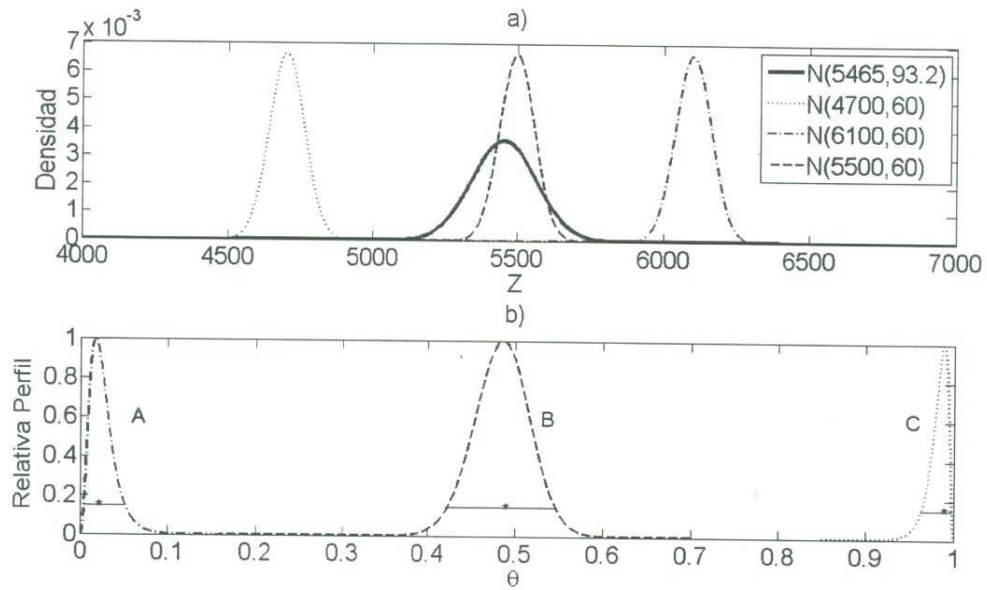 a)
7 x 10⁻³
6
5
4
3
2
1
0
Densidad
N(5465,93.2)
N(4700,60)
N(6100,60)
N(5500,60)
4000 4500 5000 5500 6000 6500 7000
Z
b)
1
0.8
0.6
0.4
0.2
0
Relativa Perfil
A
B
C
0 0.1 0.2 0.3 0.4 0.5 0.6 0.7 0.8 0.9 1
θ